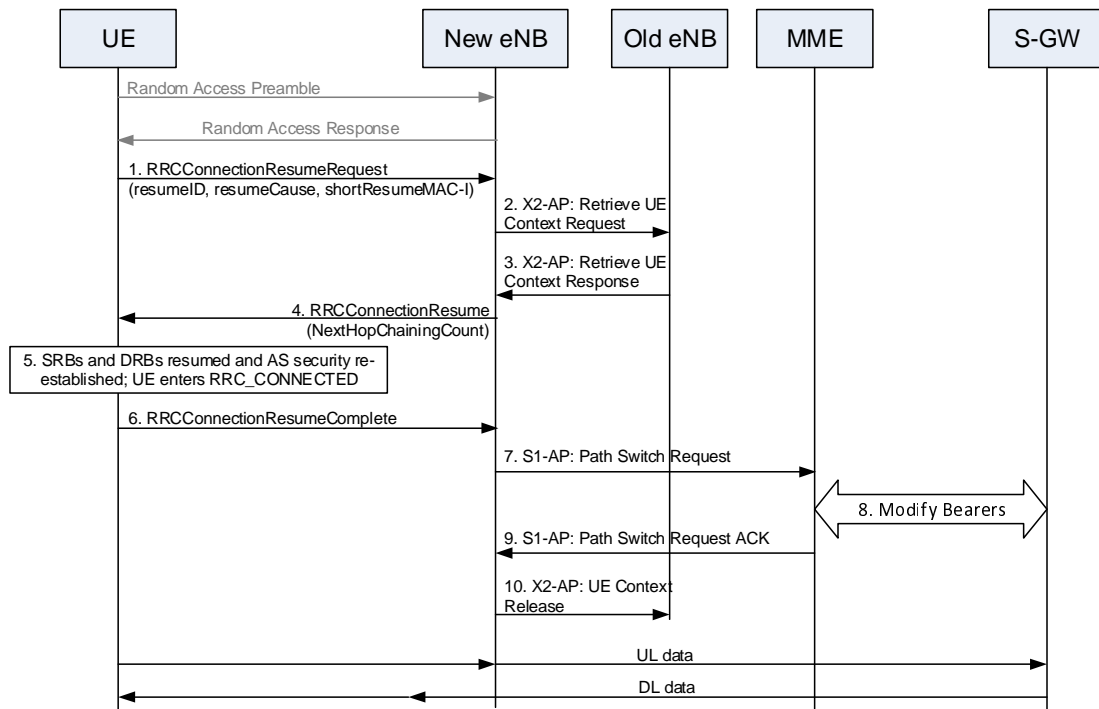 UE
New eNB
Old eNB
MME
S-GW
Random Access Preamble
Random Access Response
1. RRCConnectionResumeRequest
(resumeID, resumeCause, shortResumeMAC-I)
2. X2-AP: Retrieve UE
Context Request
3. X2-AP: Retrieve UE
Context Response
4. RRCConnectionResume
(NextHopChainingCount)
5. SRBs and DRBs resumed and AS security re-
established; UE enters RRC_CONNECTED
6. RRCConnectionResumeComplete
7. S1-AP: Path Switch Request
8. Modify Bearers
9. S1-AP: Path Switch Request ACK
10. X2-AP: UE Context
Release
UL data
DL data